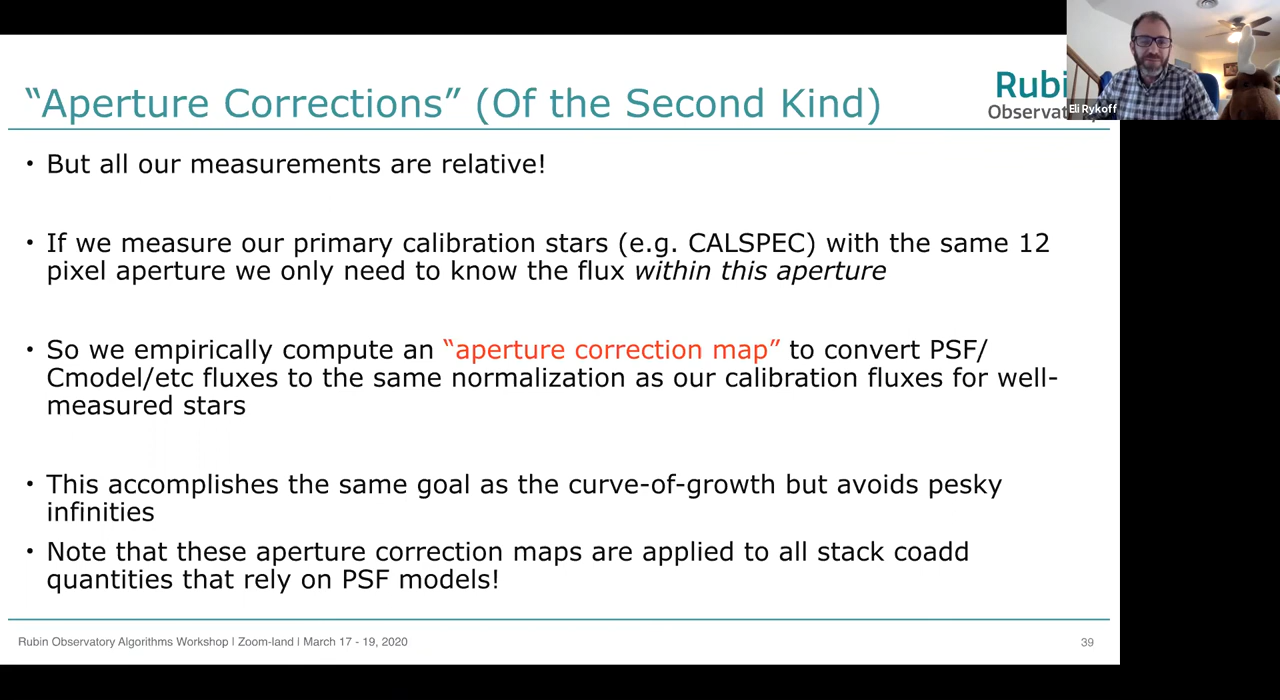 “Aperture Corrections” (Of the Second Kind)
Eli Rykoff
• But all our measurements are relative!
• If we measure our primary calibration stars (e.g. CALSPEC) with the same 12
pixel aperture we only need to know the flux within this aperture
• So we empirically compute an “aperture correction map” to convert PSF/
Cmodel/etc fluxes to the same normalization as our calibration fluxes for well-
measured stars
• This accomplishes the same goal as the curve-of-growth but avoids pesky
infinities
• Note that these aperture correction maps are applied to all stack coadd
quantities that rely on PSF models!
Rubin Observatory Algorithms Workshop | Zoom-land | March 17 - 19, 2020
39